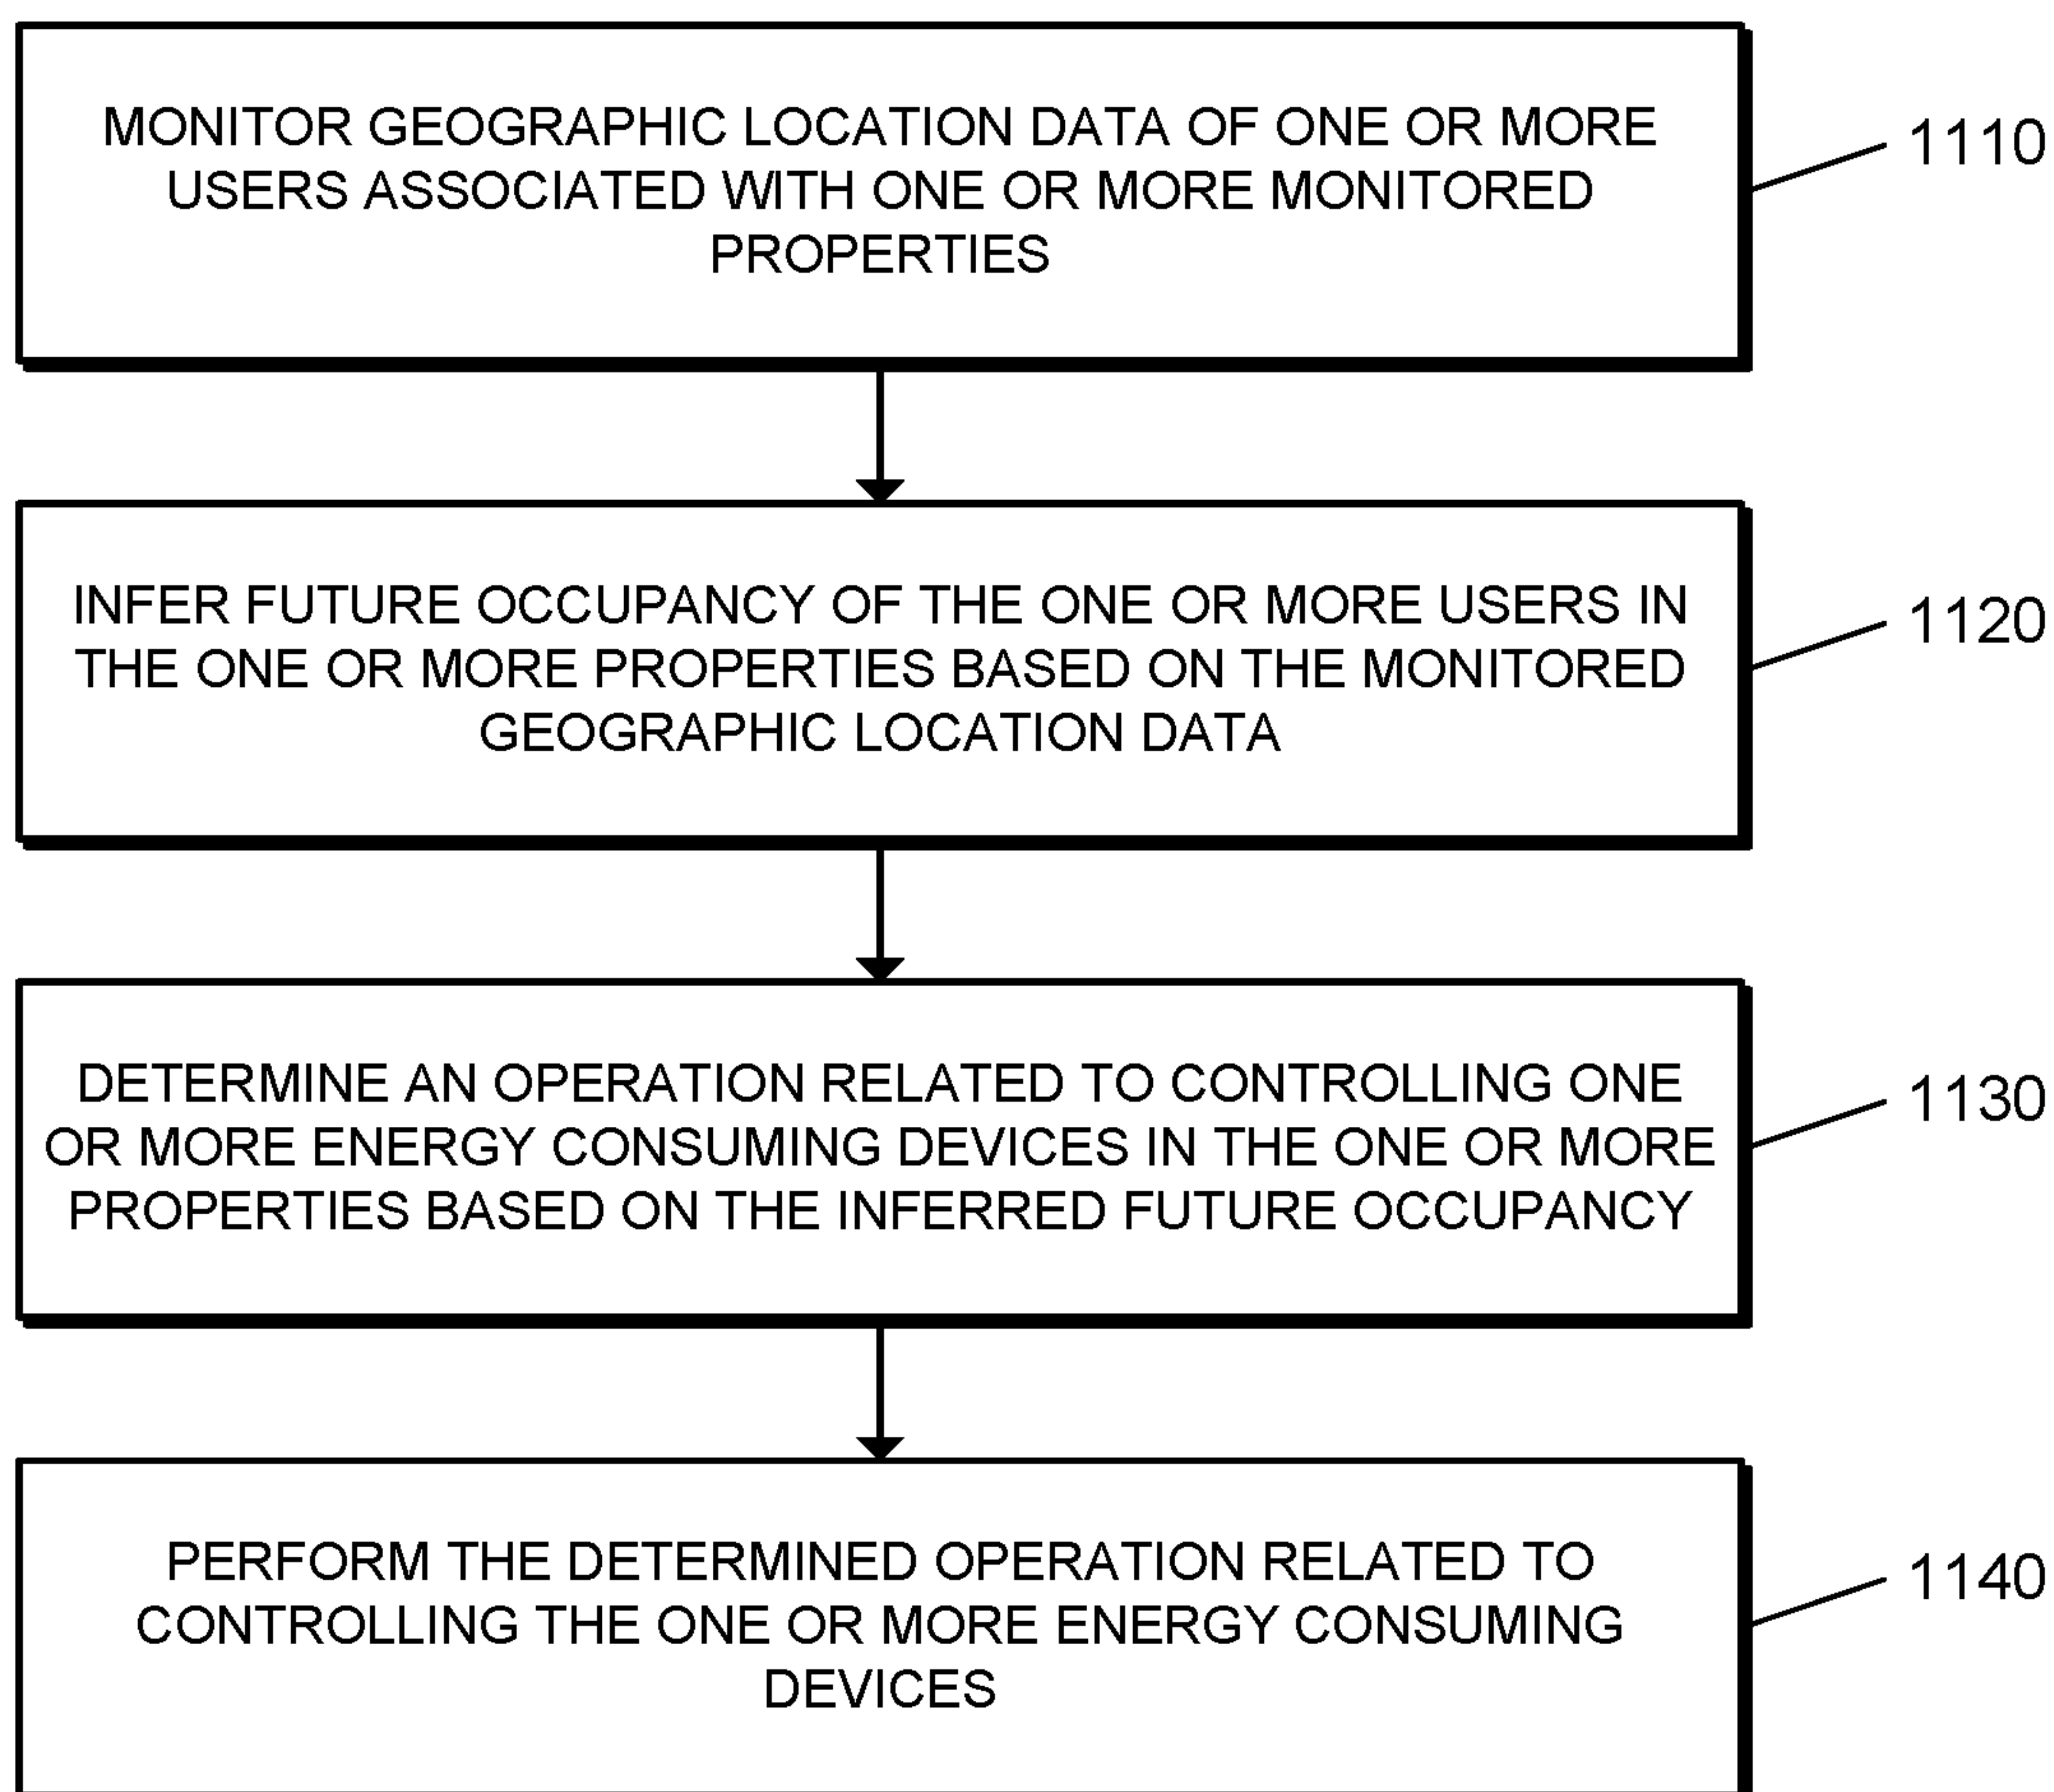 MONITOR GEOGRAPHIC LOCATION DATA OF ONE OR MORE
USERS ASSOCIATED WITH ONE OR MORE MONITORED
PROPERTIES
1110
INFER FUTURE OCCUPANCY OF THE ONE OR MORE USERS IN
THE ONE OR MORE PROPERTIES BASED ON THE MONITORED
GEOGRAPHIC LOCATION DATA
1120
DETERMINE AN OPERATION RELATED TO CONTROLLING ONE
OR MORE ENERGY CONSUMING DEVICES IN THE ONE OR MORE
PROPERTIES BASED ON THE INFERRED FUTURE OCCUPANCY
1130
PERFORM THE DETERMINED OPERATION RELATED TO
CONTROLLING THE ONE OR MORE ENERGY CONSUMING
DEVICES
1140